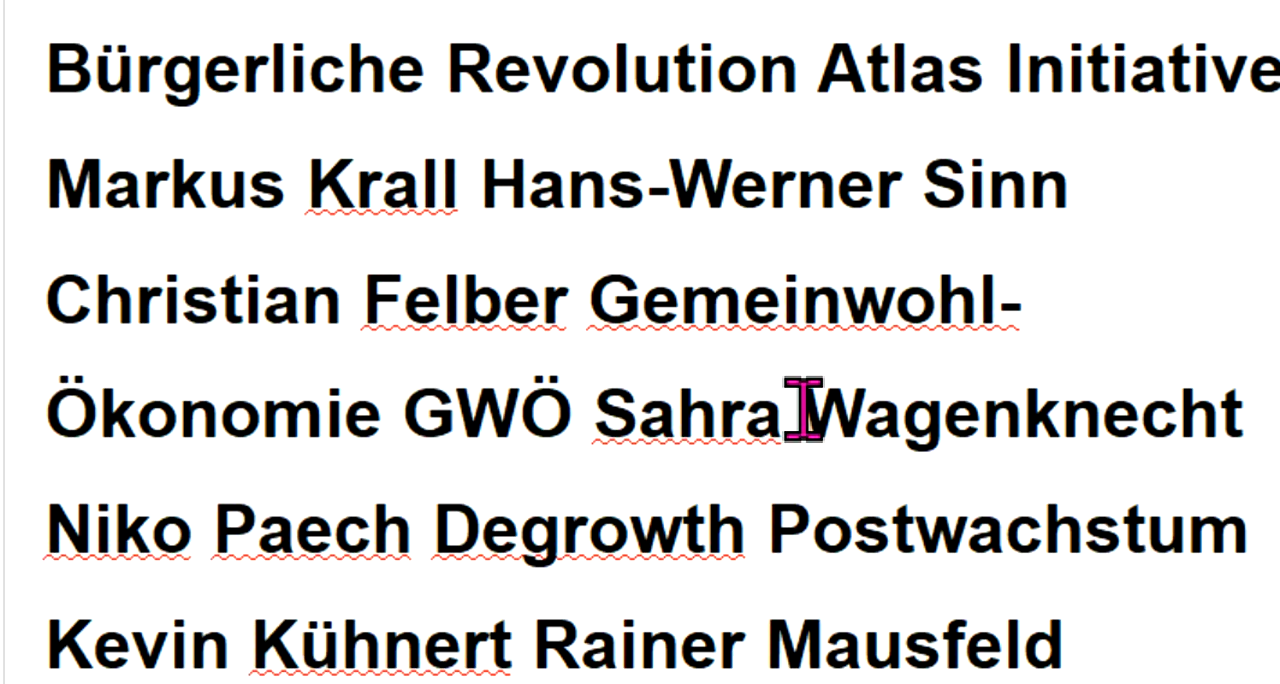 Bürgerliche Revolution Atlas Initiative
Markus Krall Hans-Werner Sinn
Christian Felber Gemeinwohl-
Ökonomie GWÖ Sahra Wagenknecht
Niko Paech Degrowth Postwachstum
Kevin Kühnert Rainer Mausfeld